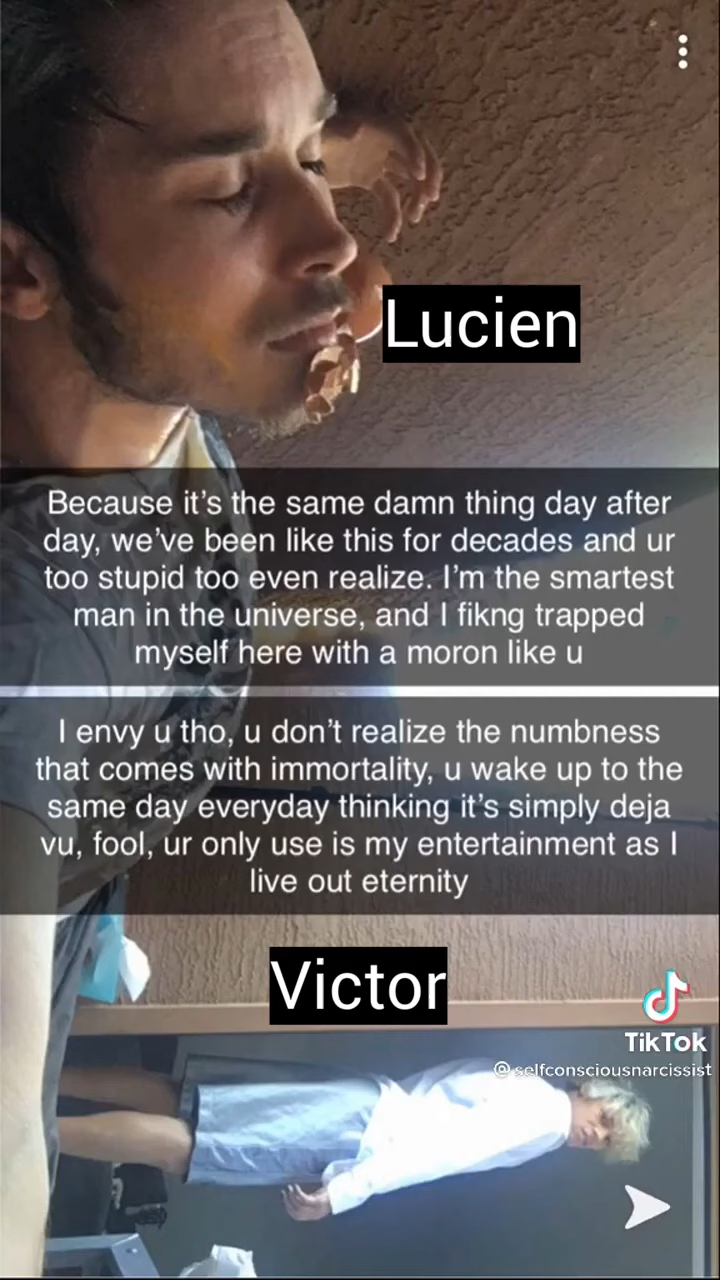 Lucien
Because it's the same damn thing day after
day, we've been like this for decades and ur
too stupid too even realize. I'm the smartest
man in the universe, and I fikng trapped
myself here with a moron like u
I envy u tho, u don't realize the numbness
that comes with immortality, u wake up to the
same day everyday thinking it's simply deja
vu, fool, ur only use is my entertainment as I
live out eternity
Victor
TikTok
@selfconsciousnarcissist